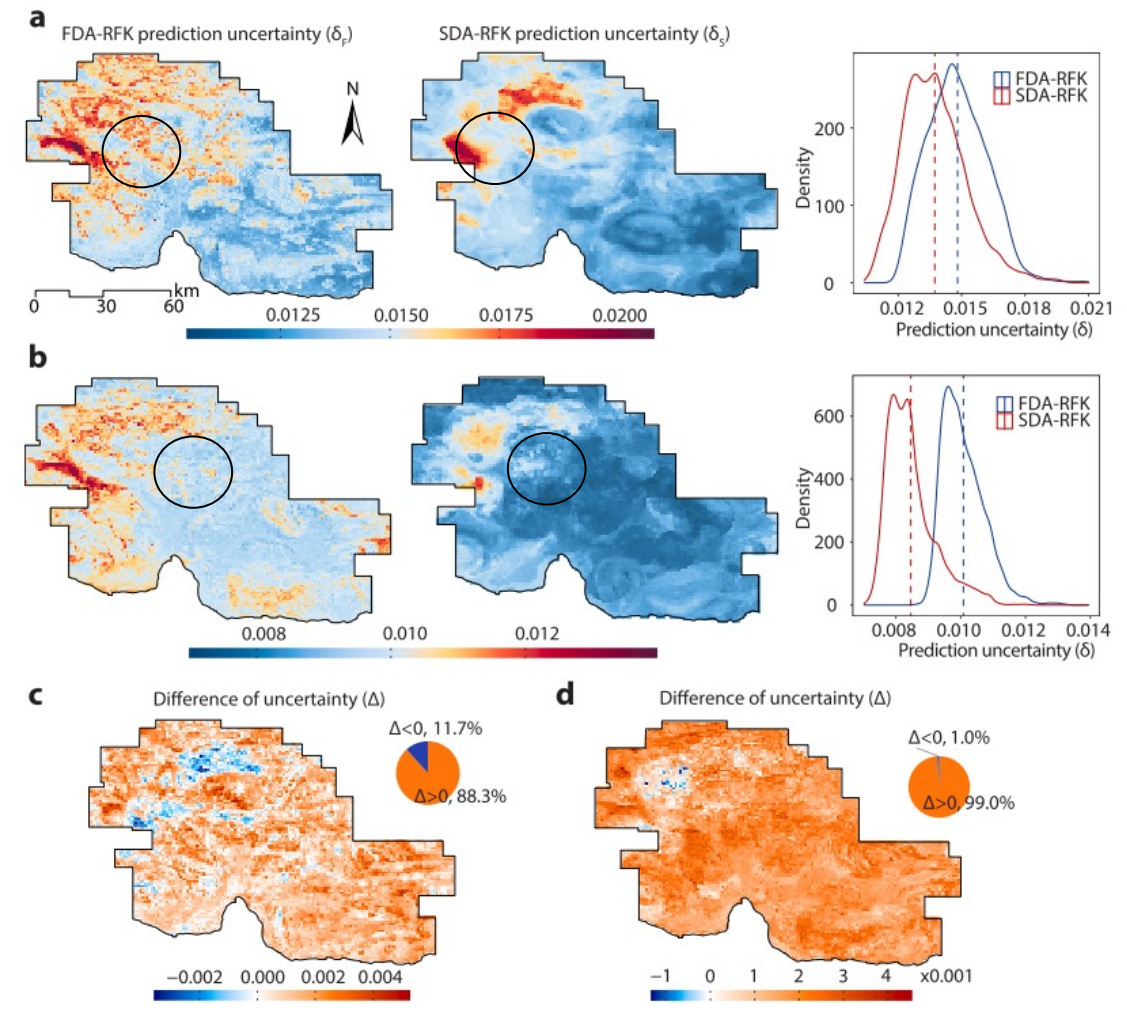 a
FDA-RFK prediction uncertainty (δF)
SDA-RFK prediction uncertainty (δS)
N
0 30 60 km
0.0125 0.0150 0.0175 0.0200
Density
200
100
0
FDA-RFK
SDA-RFK
0.012 0.015 0.018 0.021
Prediction uncertainty (δ)
b
0.008 0.010 0.012
Density
600
400
200
0
FDA-RFK
SDA-RFK
0.008 0.010 0.012 0.014
Prediction uncertainty (δ)
c
Difference of uncertainty (Δ)
Δ<0, 11.7%
Δ>0, 88.3%
−0.002 0.000 0.002 0.004
d
Difference of uncertainty (Δ)
Δ<0, 1.0%
Δ>0, 99.0%
−1 0 1 2 3 4 x0.001